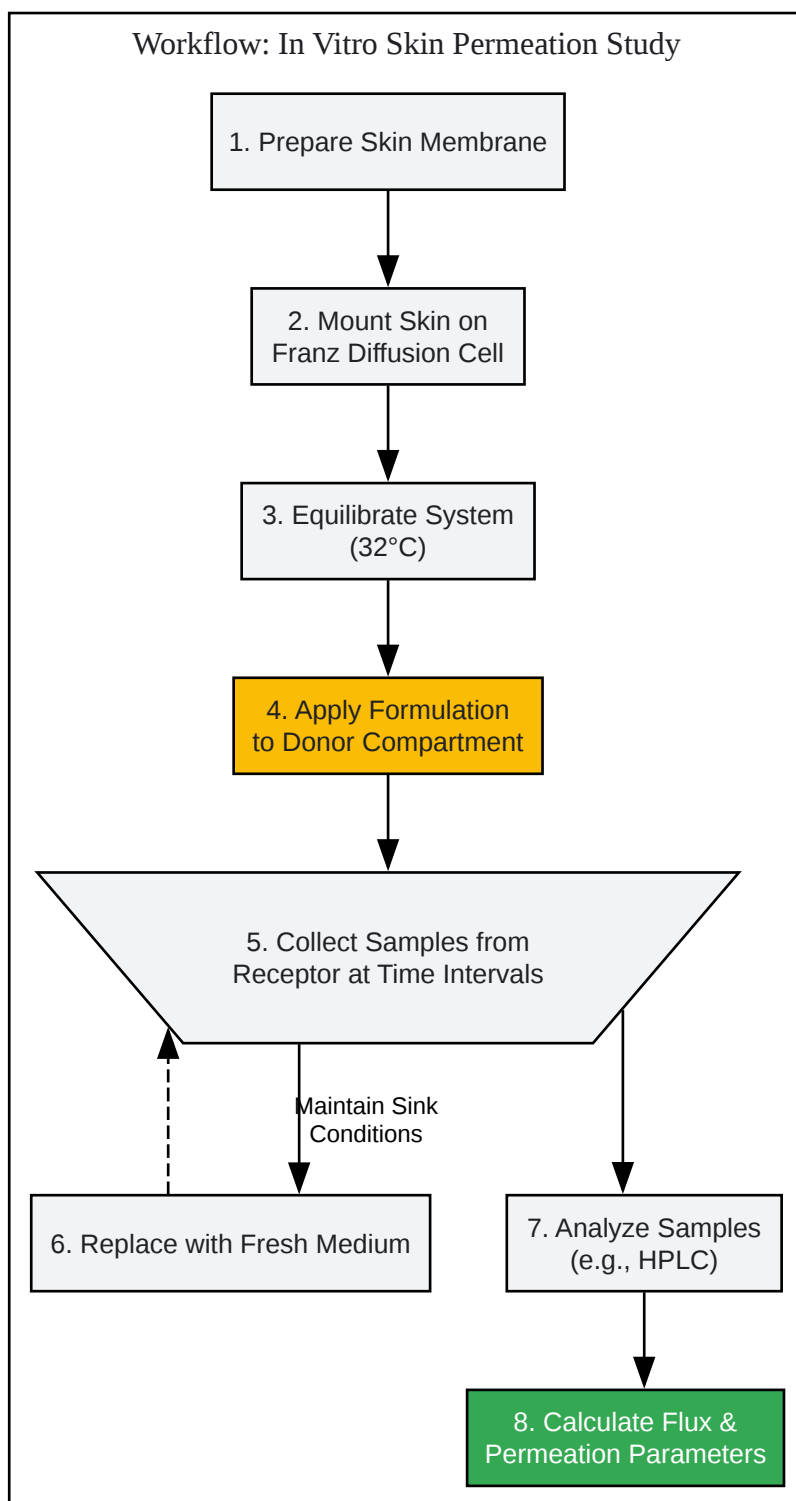 Workflow: In Vitro Skin Permeation Study
1. Prepare Skin Membrane
2. Mount Skin on
Franz Diffusion Cell
3. Equilibrate System
(32°C)
4. Apply Formulation
to Donor Compartment
5. Collect Samples from
Receptor at Time Intervals
Maintain Sink
Conditions
6. Replace with Fresh Medium
7. Analyze Samples
(e.g., HPLC)
8. Calculate Flux &
Permeation Parameters